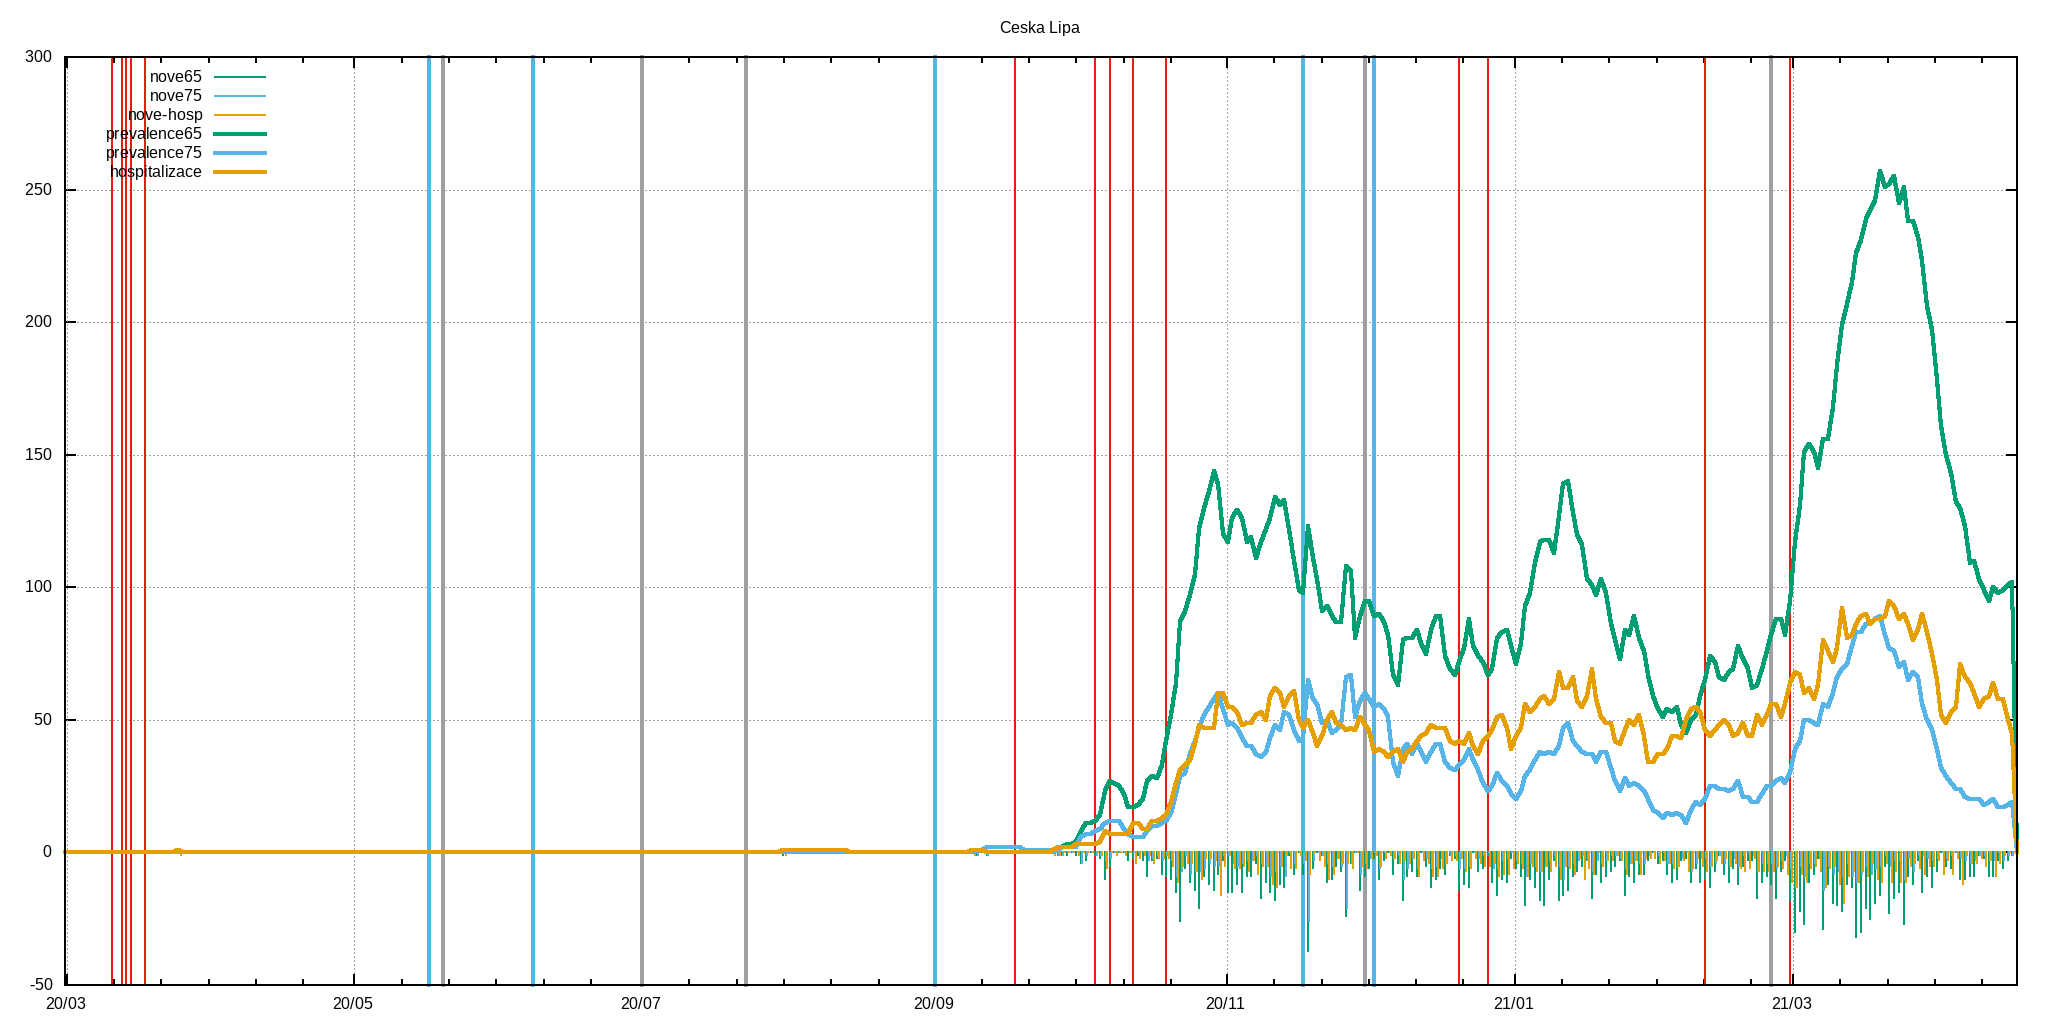 Ceska Lipa
300
250
200
150
100
50
0
-50
nove65
nove75
nove-hosp
prevalence65
prevalence75
hospitalizace
20/03 20/05 20/07 20/09 20/11 21/01 21/03